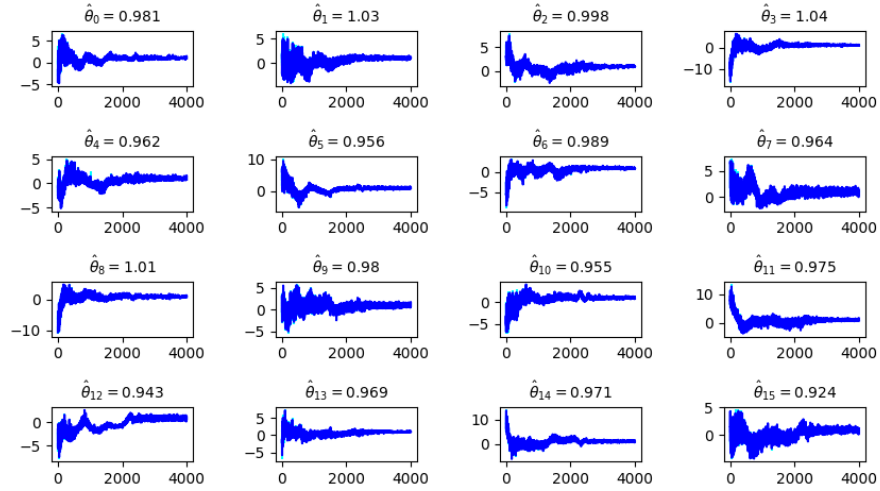 θ̂₀ = 0.981 θ̂₁ = 1.03 θ̂₂ = 0.998 θ̂₃ = 1.04
5 0 −5 5 0 5 0 0 −10
0 2000 4000 0 2000 4000 0 2000 4000 0 2000 4000
θ̂₄ = 0.962 θ̂₅ = 0.956 θ̂₆ = 0.989 θ̂₇ = 0.964
5 0 −5 10 0 0 −5 5 0
0 2000 4000 0 2000 4000 0 2000 4000 0 2000 4000
θ̂₈ = 1.01 θ̂₉ = 0.98 θ̂₁₀ = 0.955 θ̂₁₁ = 0.975
0 −10 5 0 −5 0 −5 10 0
0 2000 4000 0 2000 4000 0 2000 4000 0 2000 4000
θ̂₁₂ = 0.943 θ̂₁₃ = 0.969 θ̂₁₄ = 0.971 θ̂₁₅ = 0.924
0 −5 5 0 −5 10 0 5 0
0 2000 4000 0 2000 4000 0 2000 4000 0 2000 4000